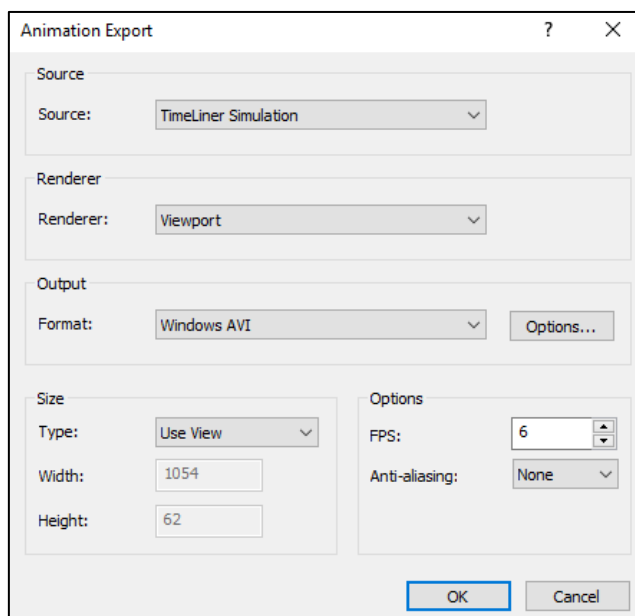 Animation Export ?
Source
Source: TimeLiner Simulation
Renderer
Renderer: Viewport
Output
Format: Windows AVI Options...
Size
Type: Use View
Width: 1054
Height: 62
Options
FPS: 6
Anti-aliasing: None
OK Cancel